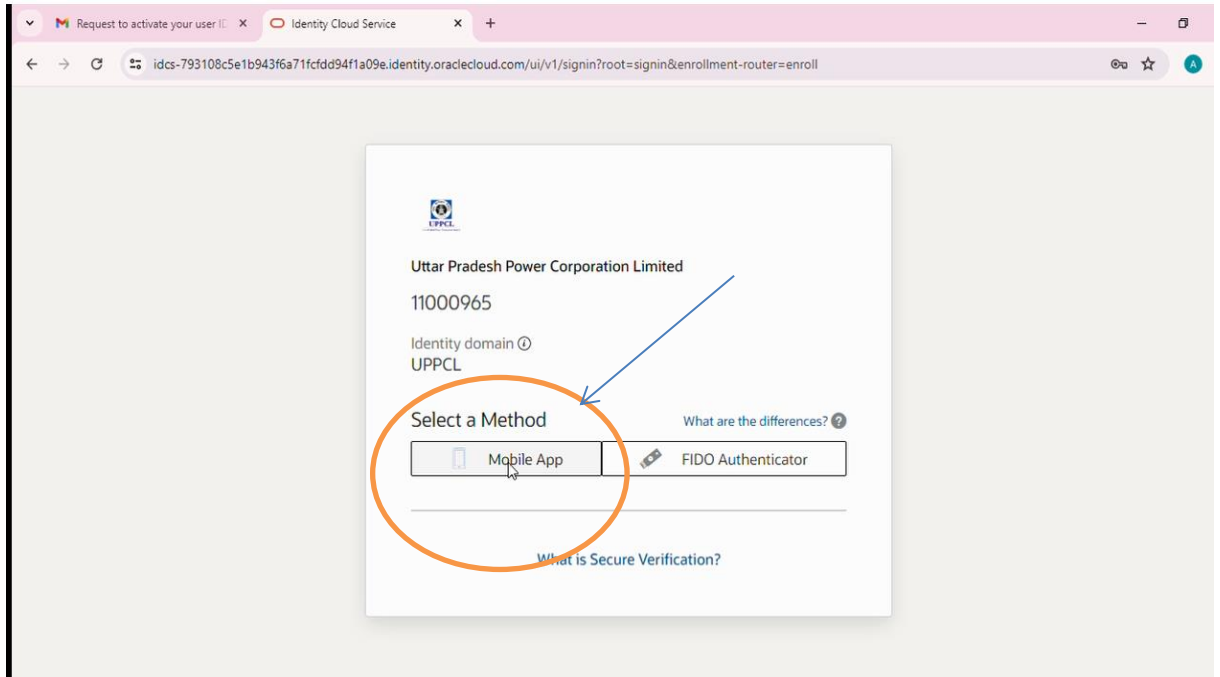 Request to activate your user ID
Identity Cloud Service
idcs-793108c5e1b943f6a71fcfdd94f1a09e.identity.oraclecloud.com/ui/v1/signin?root=signin&enrollment-router=enroll
A
UPPCL
Uttar Pradesh Power Corporation Limited
11000965
Identity domain
UPPCL
Select a Method
What are the differences?
Mobile App
FIDO Authenticator
What is Secure Verification?